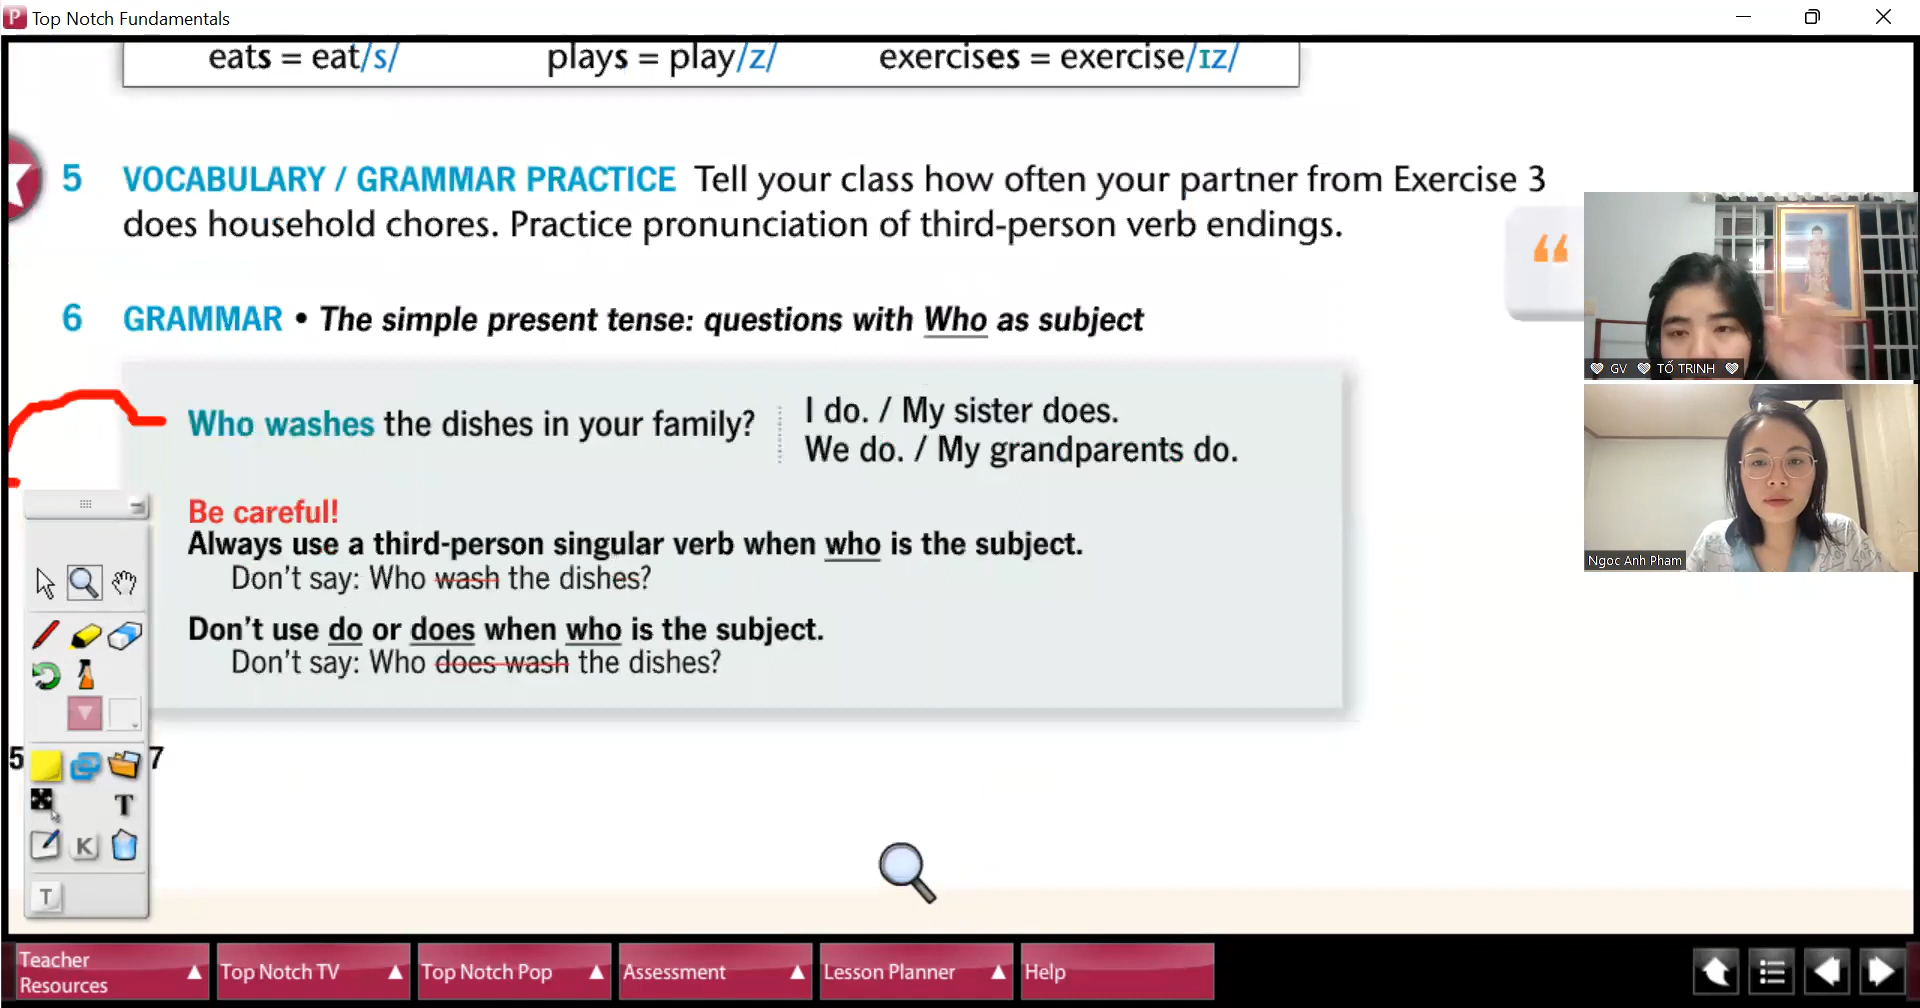 Top Notch Fundamentals
eats = eat/s/ plays = play/z/ exercises = exercise/ɪz/
5 VOCABULARY / GRAMMAR PRACTICE Tell your class how often your partner from Exercise 3
does household chores. Practice pronunciation of third-person verb endings.
“
6 GRAMMAR • The simple present tense: questions with Who as subject
GV TỐ TRINH
Who washes the dishes in your family?
I do. / My sister does.
We do. / My grandparents do.
Be careful!
Always use a third-person singular verb when who is the subject.
Don't say: Who wash the dishes?
Don't use do or does when who is the subject.
Don't say: Who does wash the dishes?
Ngoc Anh Pham
5
7
T
K
T
Teacher
Resources
Top Notch TV
Top Notch Pop
Assessment
Lesson Planner
Help